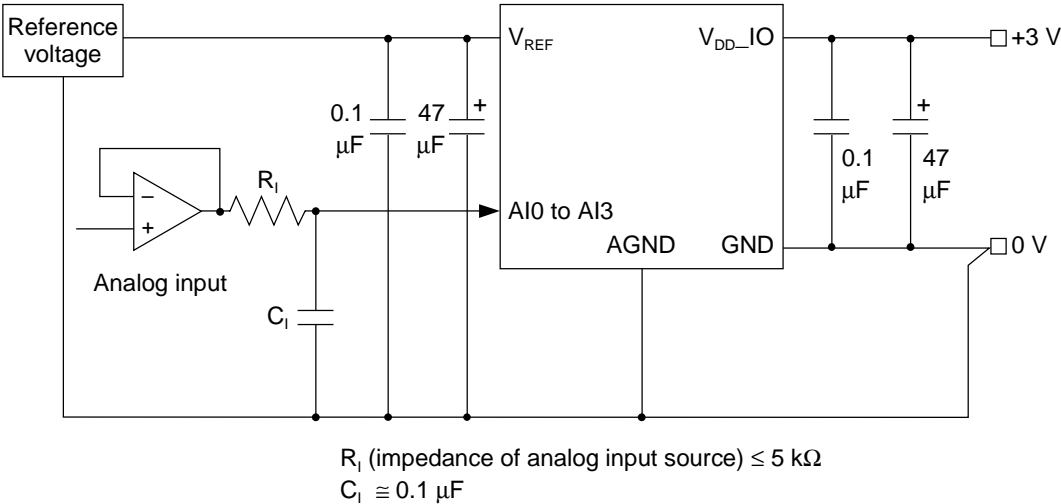 Reference
voltage
V_REF
V_DD_IO
+3 V
0.1
μF
47
μF
+
+
0.1
μF
47
μF
R_I
–
+
AI0 to AI3
AGND
GND
0 V
Analog input
C_I
R_I (impedance of analog input source) ≤ 5 kΩ
C_I ≅ 0.1 μF